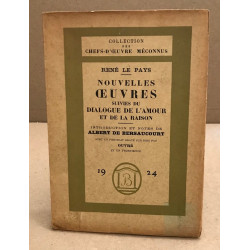 COLLECTION
DES
CHEFS-D'ŒUVRE MÉCONNUS
RENÉ LE PAYS
NOUVELLES
ŒUVRES
SUIVIES DU
DIALOGUE DE L'AMOUR
ET DE LA RAISON
INTRODUCTION ET NOTES DE
ALBERT DE BERSAUCOURT
OUVRÉ
19 24